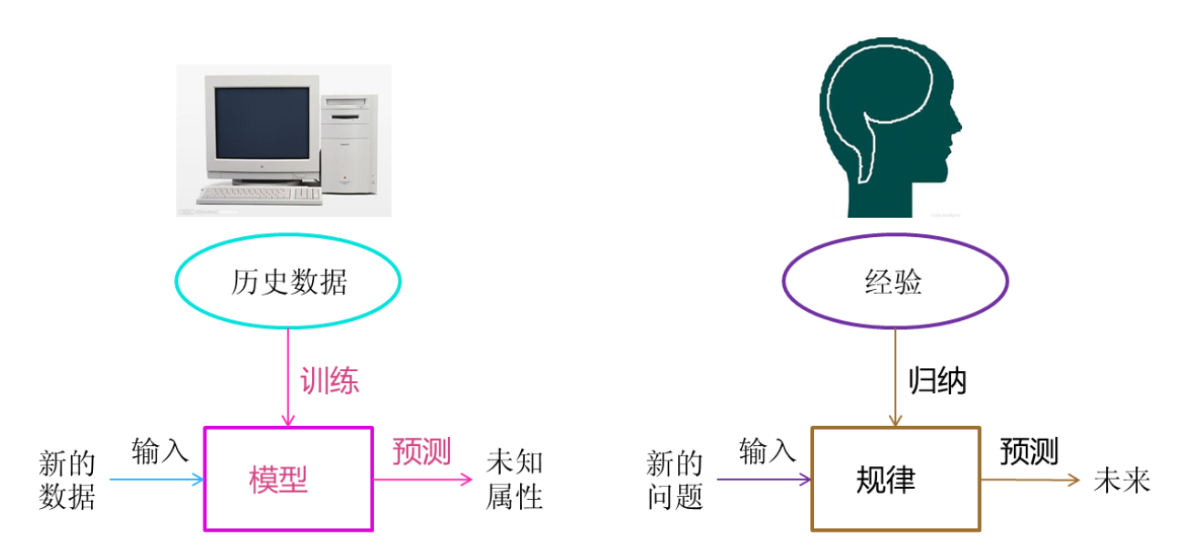 历史数据
训练
新的
数据
输入
模型
预测
未知
属性
经验
归纳
新的
问题
输入
规律
预测
未来